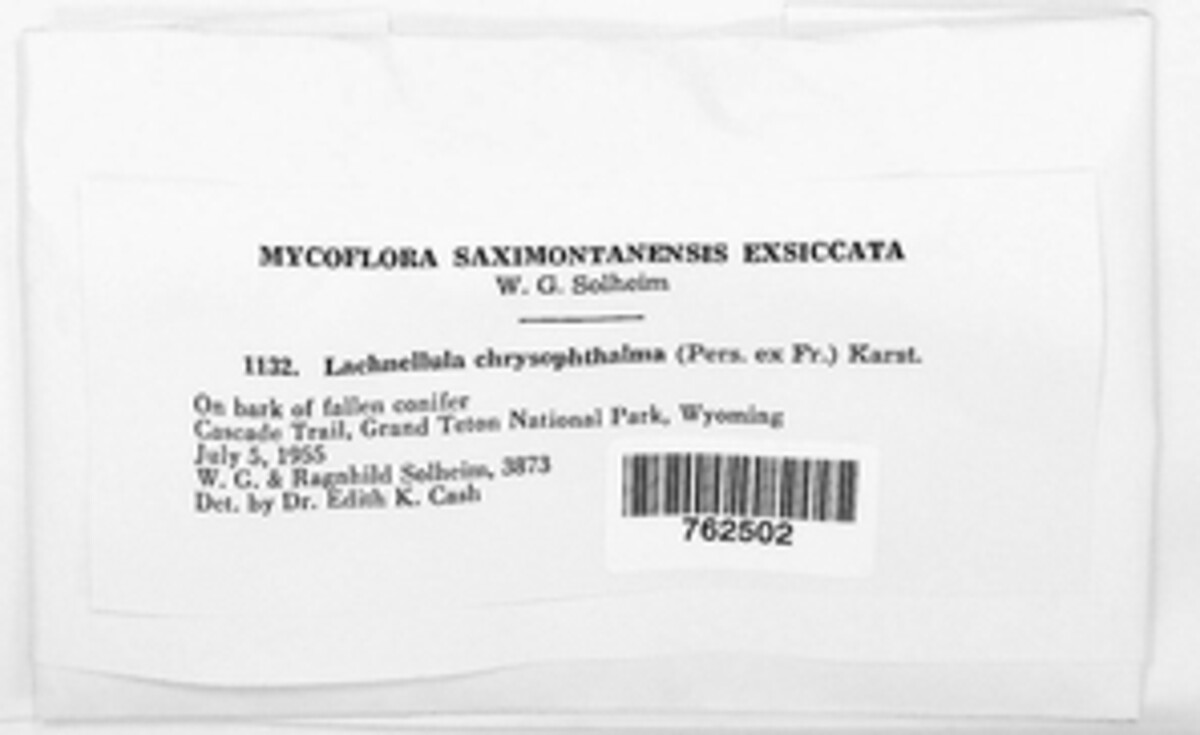 MYCOFLORA SAXIMONTANENSIS EXSICCATA
W. G. Solheim
1132. Lachnellula chrysophthalma (Pers. ex Fr.) Karst.
On bark of fallen conifer
Cascade Trail, Grand Teton National Park, Wyoming
July 5, 1955
W. G. & Ragnhild Solheim, 3873
Det. by Dr. Edith K. Cash
762502